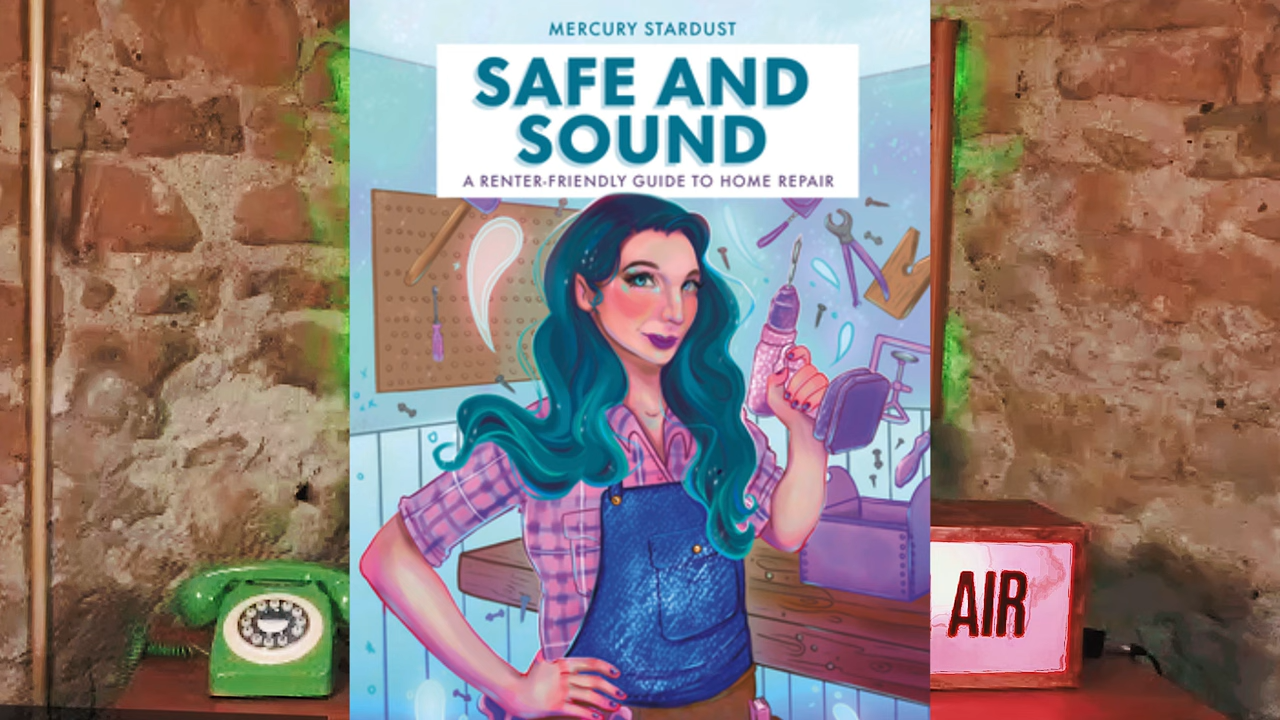 MERCURY STARDUST
SAFE AND
SOUND
A RENTER-FRIENDLY GUIDE TO HOME REPAIR
AIR